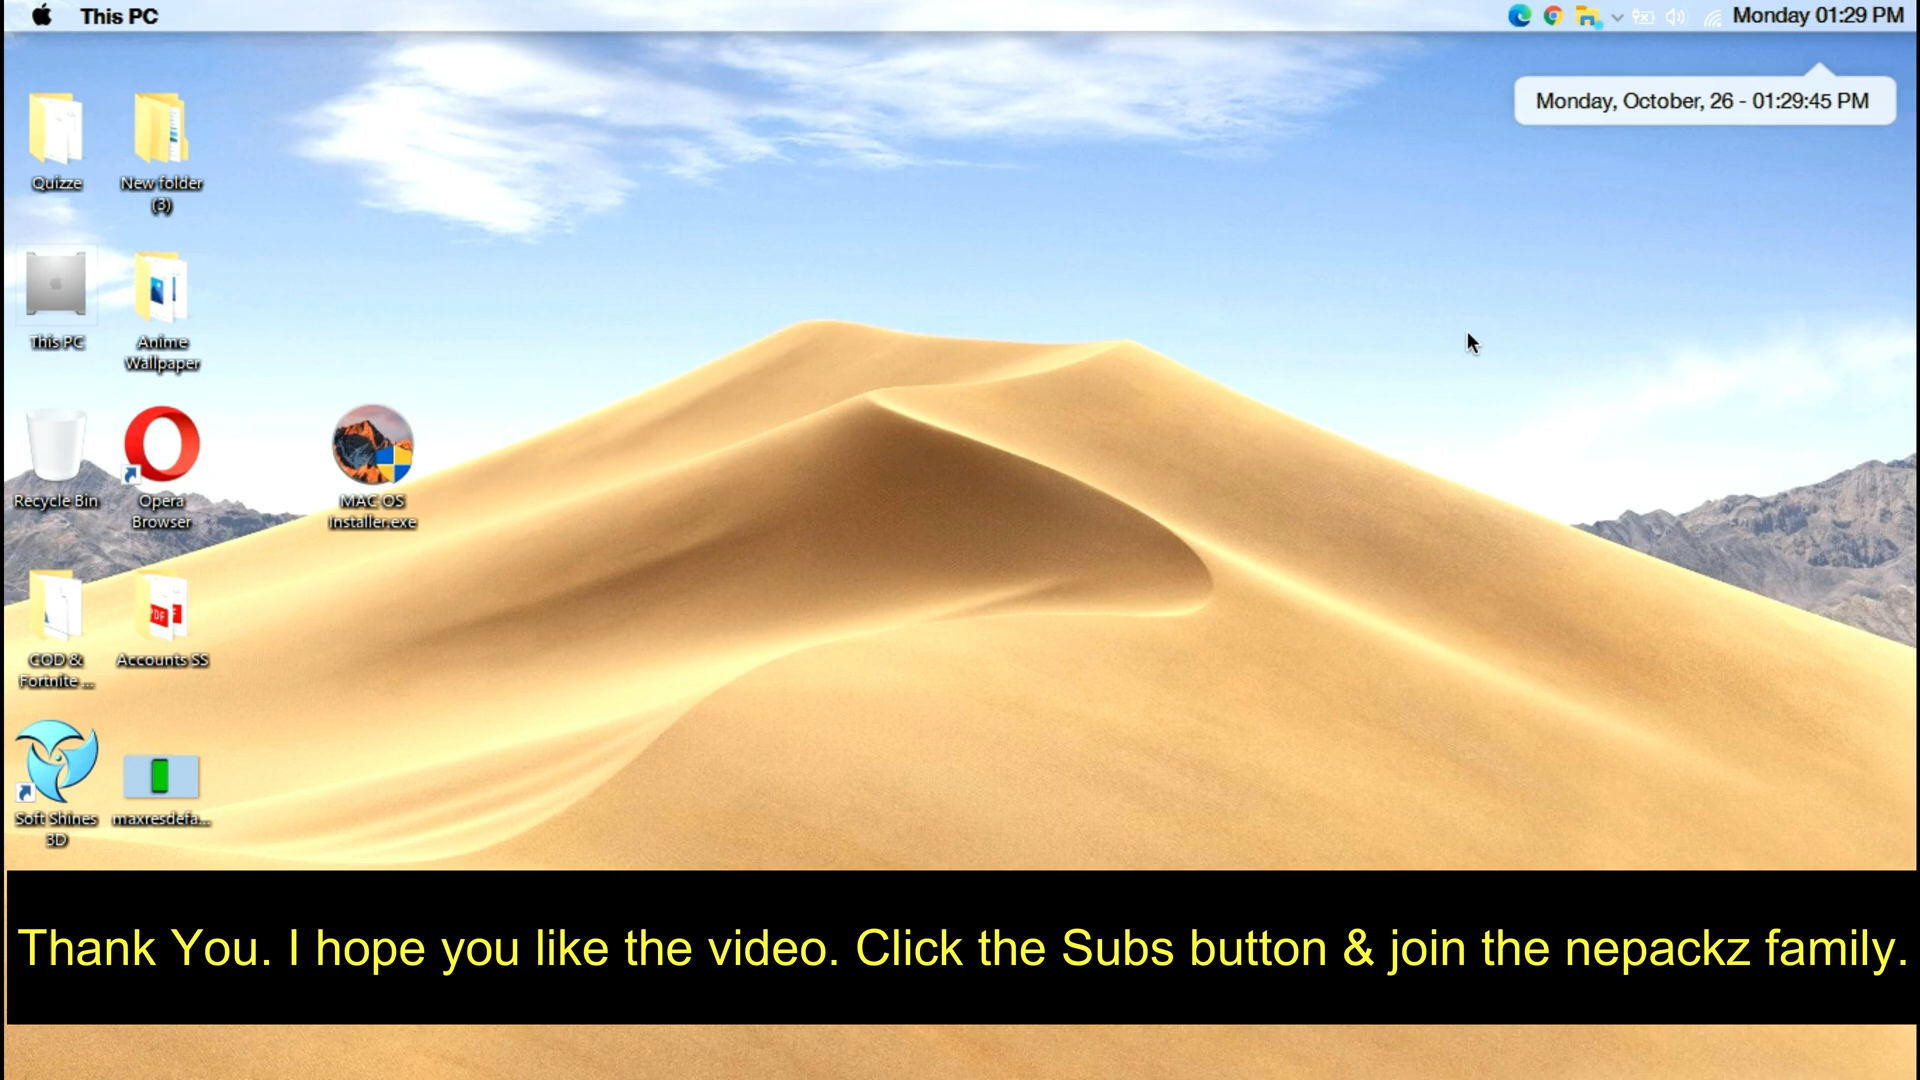 This PC
Monday 01:29 PM
Monday, October, 26 - 01:29:45 PM
Quizze
New folder
(3)
This PC
Anime
Wallpaper
Recycle Bin
Opera
Browser
MAC OS
Installer.exe
COD &
Fortnite ...
PDF
Accounts SS
Soft Shines
3D
maxresdefa...
Thank You. I hope you like the video. Click the Subs button & join the nepackz family.